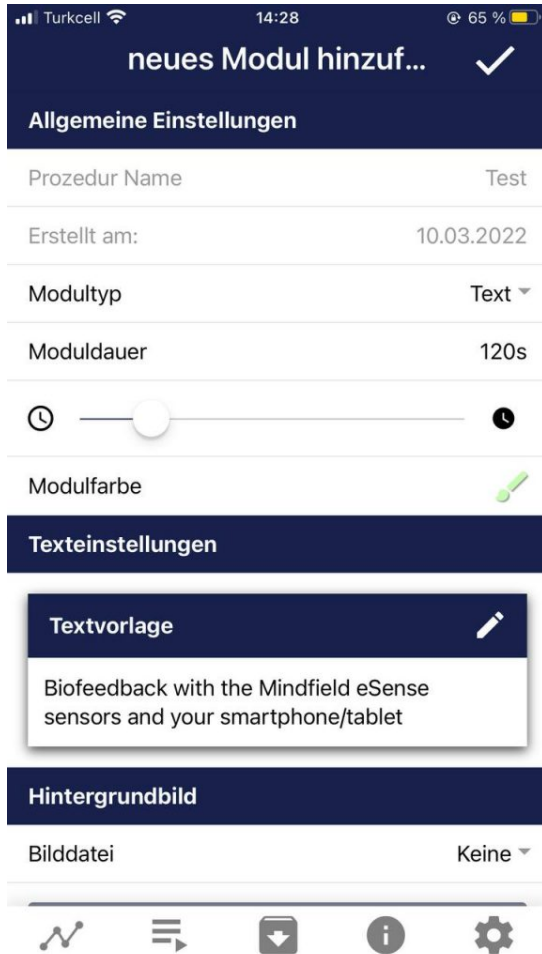 Turkcell 14:28 65 %
neues Modul hinzuf...
Allgemeine Einstellungen
Prozedur Name Test
Erstellt am: 10.03.2022
Modultyp Text
Moduldauer 120s
Modulfarbe
Texteinstellungen
Textvorlage
Biofeedback with the Mindfield eSense
sensors and your smartphone/tablet
Hintergrundbild
Bilddatei Keine